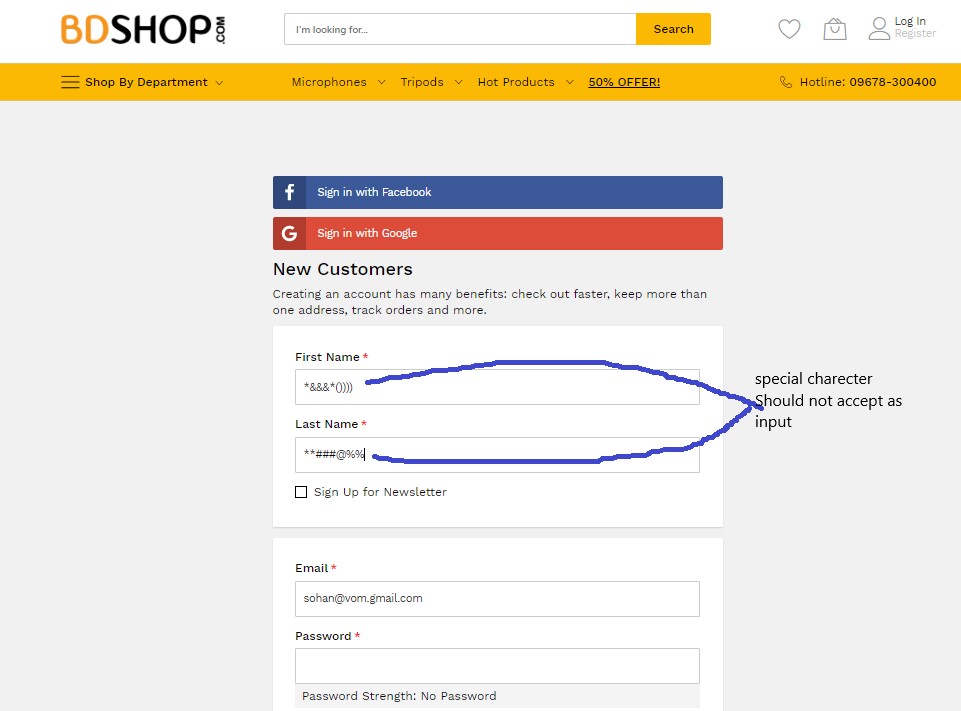 BDSHOP.COM
I'm looking for...
Search
Log In
Register
Shop By Department
Microphones
Tripods
Hot Products
50% OFFER!
Hotline: 09678-300400
f Sign in with Facebook
G Sign in with Google
New Customers
Creating an account has many benefits: check out faster, keep more than
one address, track orders and more.
First Name *
*&&&*())))
special charecter
Should not accept as
input
Last Name *
**###@%%
Sign Up for Newsletter
Email *
sohan@vom.gmail.com
Password *
Password Strength: No Password